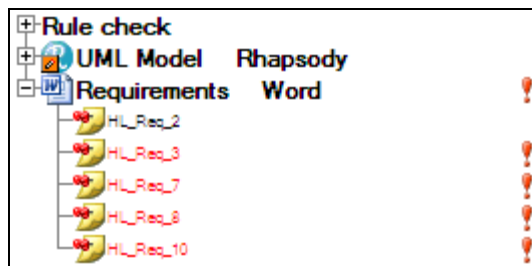 Rule check
UML Model Rhapsody
Requirements Word
HL_Req_2
HL_Req_3
HL_Req_7
HL_Req_8
HL_Req_10